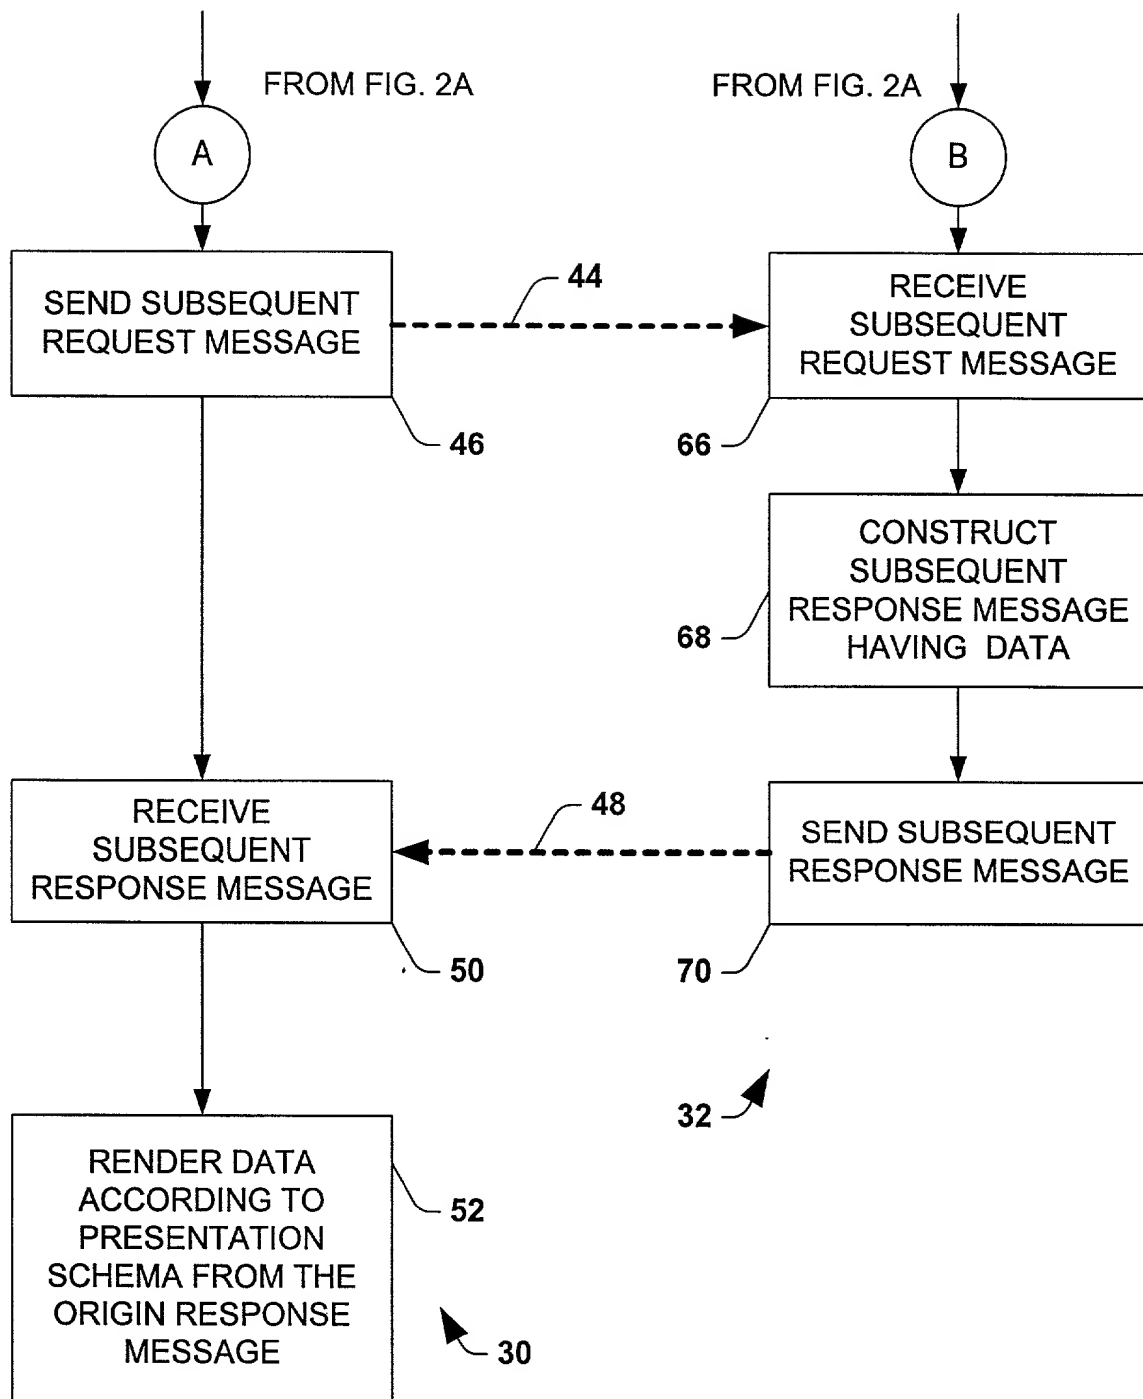 FROM FIG. 2A
FROM FIG. 2A
A
B
SEND SUBSEQUENT
REQUEST MESSAGE
44
RECEIVE
SUBSEQUENT
REQUEST MESSAGE
46
66
CONSTRUCT
SUBSEQUENT
RESPONSE MESSAGE
HAVING DATA
68
RECEIVE
SUBSEQUENT
RESPONSE MESSAGE
48
SEND SUBSEQUENT
RESPONSE MESSAGE
50
70
32
RENDER DATA
ACCORDING TO
PRESENTATION
SCHEMA FROM THE
ORIGIN RESPONSE
MESSAGE
52
30